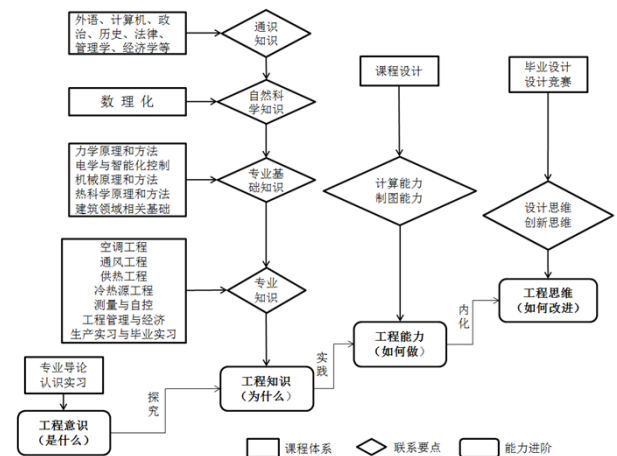 外语、计算机、政
治、历史、法律、
管理学、经济学等
通识
知识
数 理 化
自然科
学知识
力学原理和方法
电学与智能化控制
机械原理和方法
热科学原理和方法
建筑领域相关基础
专业基
础知识
空调工程
通风工程
供热工程
冷热源工程
测量与自控
工程管理与经济
生产实习与毕业实习
专业
知识
专业导论
认识实习
工程意识
(是什么)
探
究
工程知识
(为什么)
实
践
课程设计
计算能力
制图能力
工程能力
(如何做)
内
化
毕业设计
设计竞赛
设计思维
创新思维
工程思维
(如何改进)
课程体系
联系要点
能力进阶